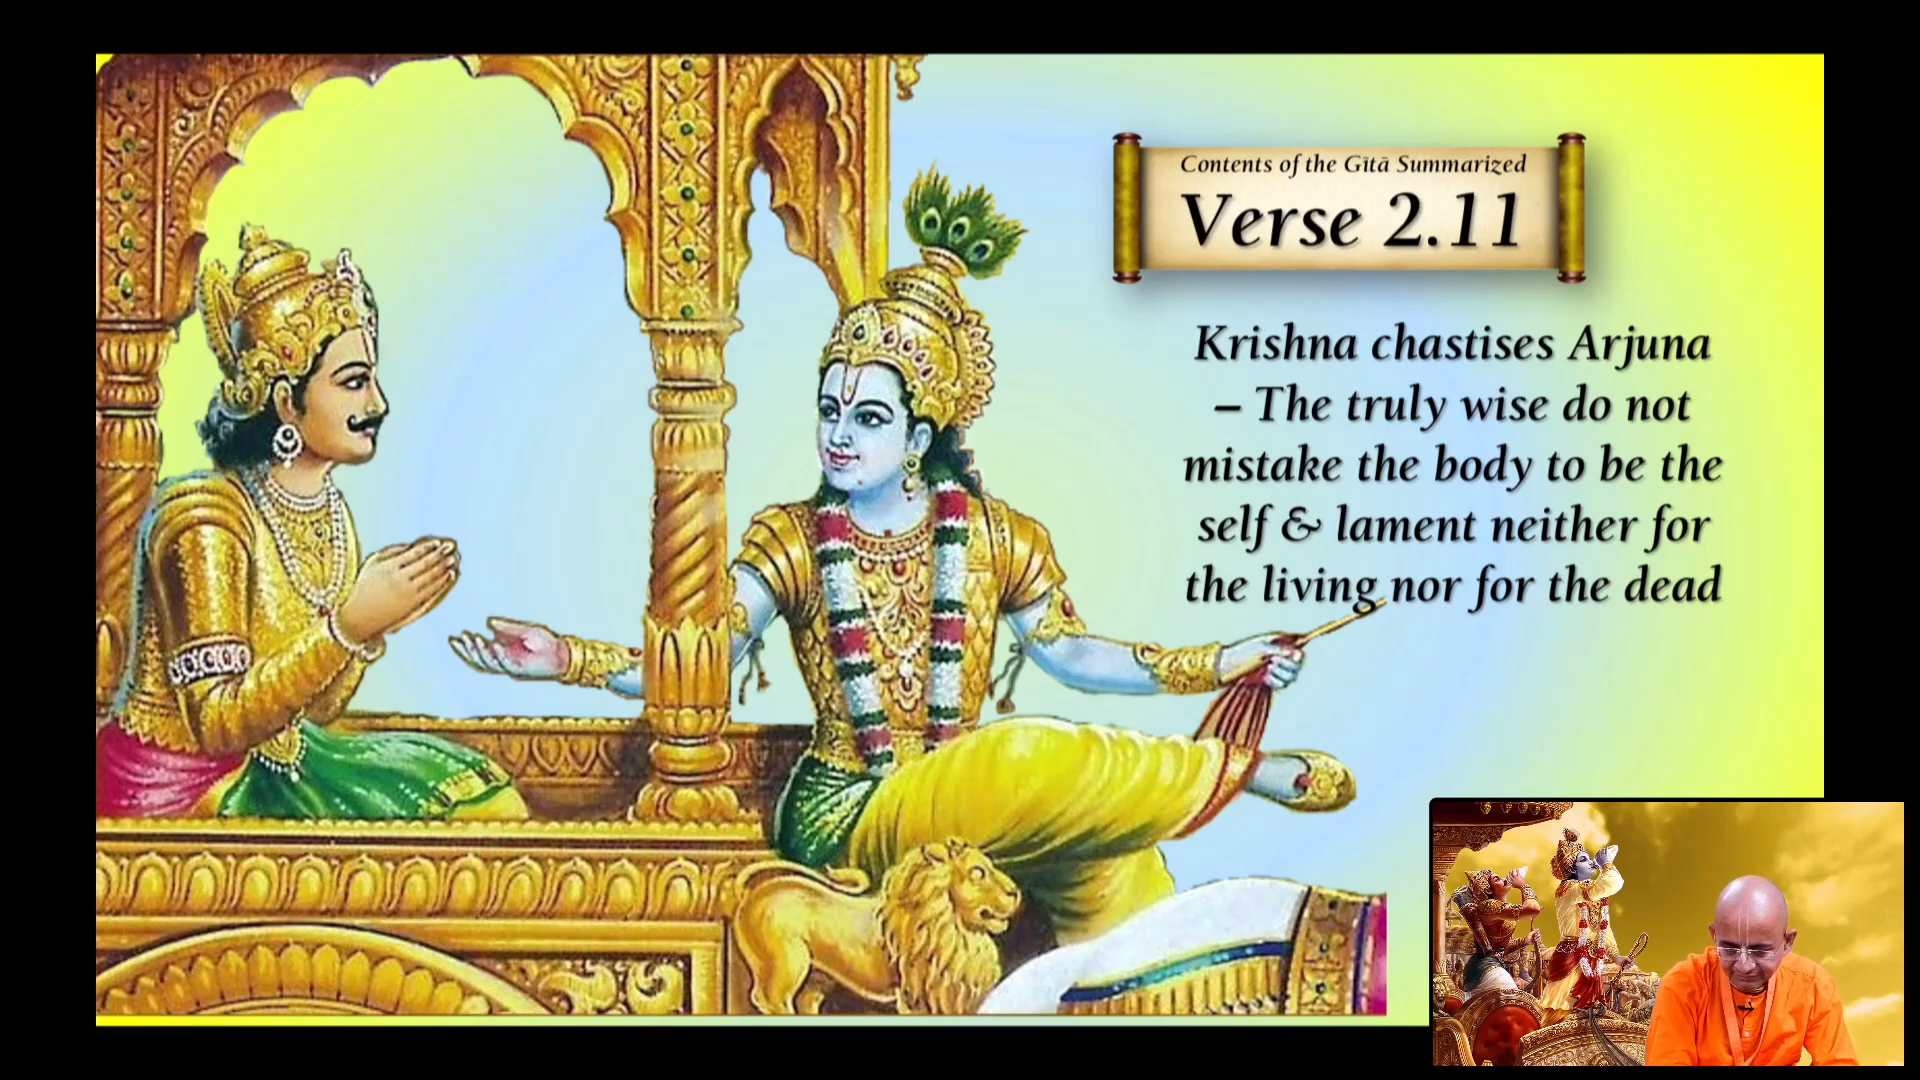 Contents of the Gītā Summarized
Verse 2.11
Krishna chastises Arjuna
– The truly wise do not
mistake the body to be the
self & lament neither for
the living nor for the dead